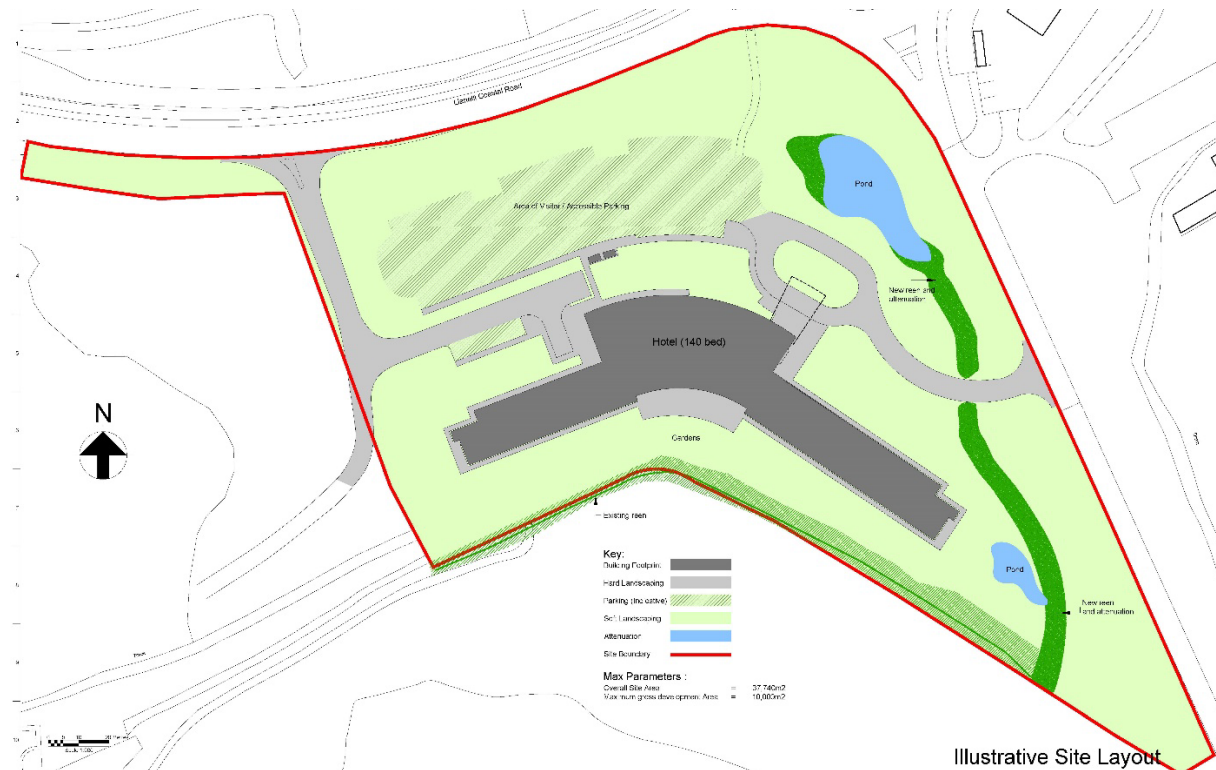 Llanelli Coastal Road
Pond
Area of Visitor / Accessible Parking
New reen and
attenuation
Hotel (140 bed)
N
Gardens
Existing reen
Key:
Building Footprint
Hard Landscaping
Parking (Indicative)
Soft Landscaping
Attenuation
Site Boundary
Pond
New reen
and attenuation
Max Parameters :
Overall Site Area = 37,740m2
Maximum gross development Area = 10,000m2
Illustrative Site Layout